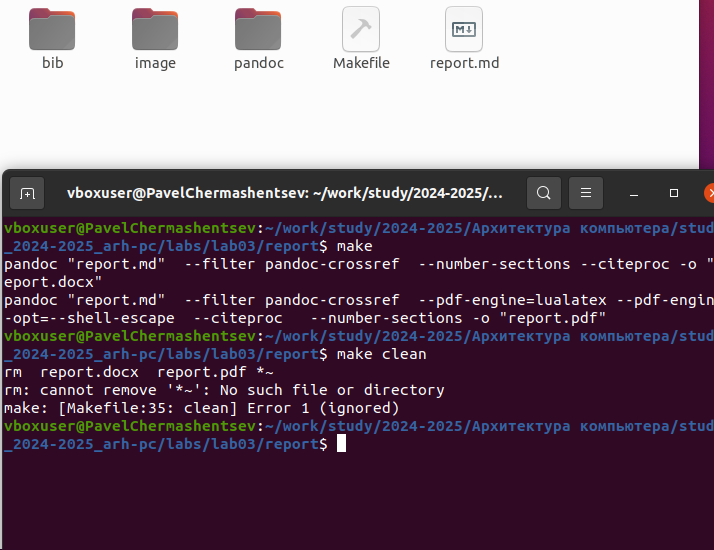 bib
image
pandoc
Makefile
report.md
M↓
vboxuser@PavelChermashentsev: ~/work/study/2024-2025/...
vboxuser@PavelChermashentsev:~/work/study/2024-2025/Архитектура компьютера/stud
_2024-2025_arh-pc/labs/lab03/report$ make
pandoc "report.md"  --filter pandoc-crossref  --number-sections --citeproc -o "
eport.docx"
pandoc "report.md"  --filter pandoc-crossref  --pdf-engine=lualatex --pdf-engin
-opt=--shell-escape  --citeproc   --number-sections -o "report.pdf"
vboxuser@PavelChermashentsev:~/work/study/2024-2025/Архитектура компьютера/stud
_2024-2025_arh-pc/labs/lab03/report$ make clean
rm  report.docx  report.pdf *~
rm: cannot remove '*~': No such file or directory
make: [Makefile:35: clean] Error 1 (ignored)
vboxuser@PavelChermashentsev:~/work/study/2024-2025/Архитектура компьютера/stud
_2024-2025_arh-pc/labs/lab03/report$